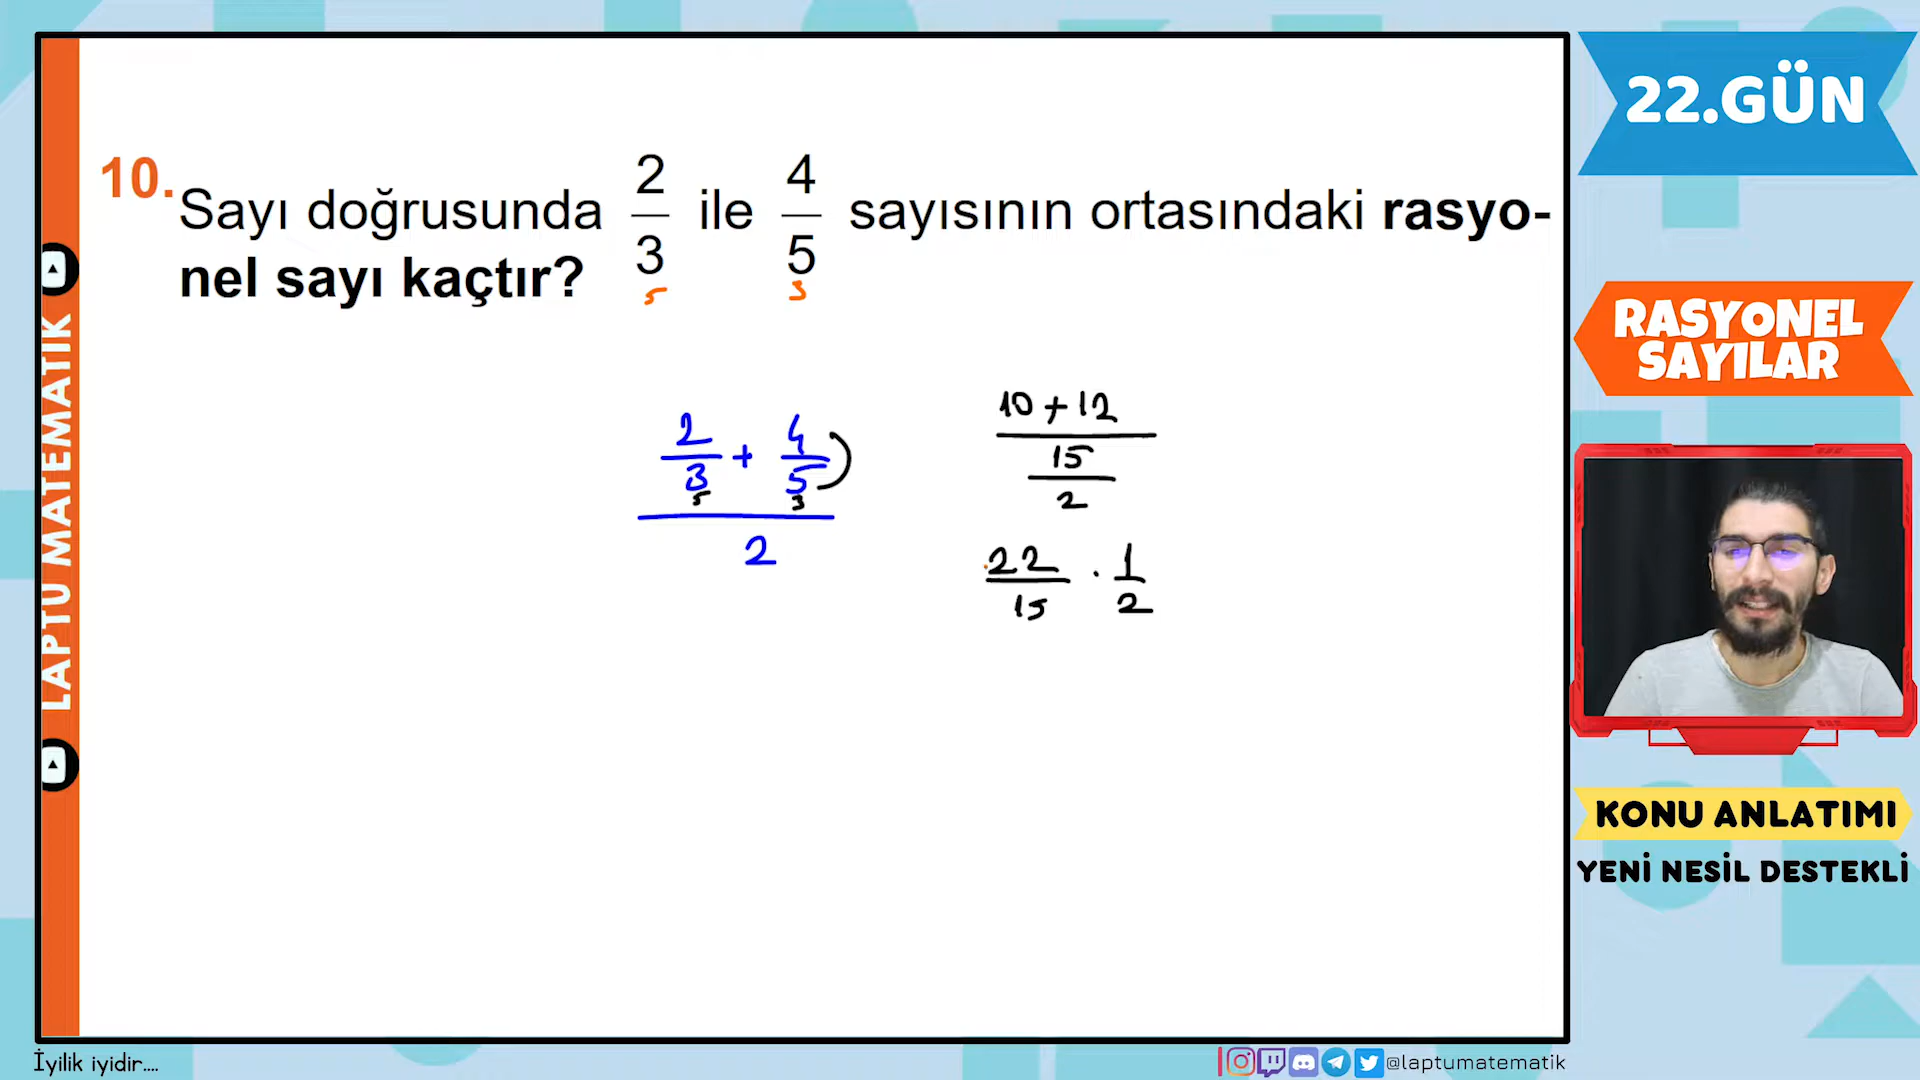 22.GÜN
10. Sayı doğrusunda 2/3 ile 4/5 sayısının ortasındaki rasyo-
nel sayı kaçtır?
5 3
RASYONEL
SAYILAR
LAPTU MATEMATIK
2/3 + 4/5
5 3
2
10 + 12
15
2
22/15 · 1/2
KONU ANLATIMI
YENİ NESİL DESTEKLİ
İyilik iyidir....
@laptumatematik